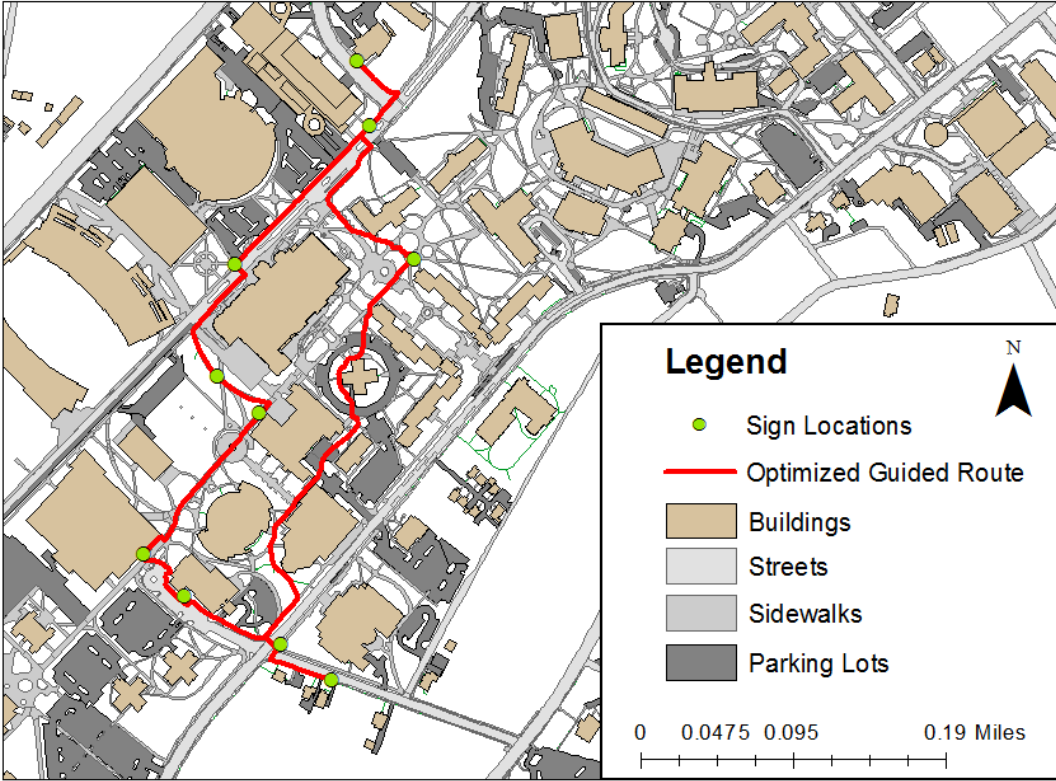 Legend
N
Sign Locations
Optimized Guided Route
Buildings
Streets
Sidewalks
Parking Lots
0 0.0475 0.095 0.19 Miles